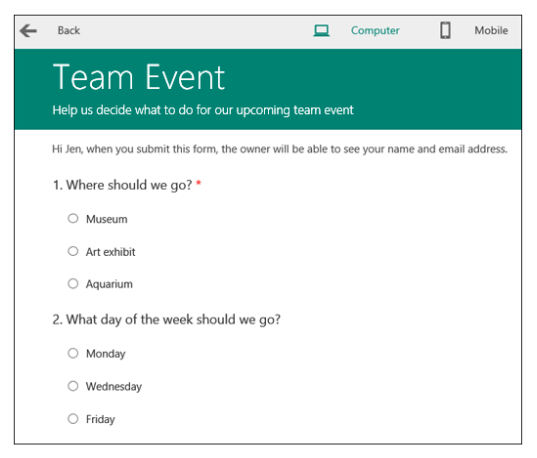 Back Computer Mobile
Team Event
Help us decide what to do for our upcoming team event
Hi Jen, when you submit this form, the owner will be able to see your name and email address.
1. Where should we go? *
Museum
Art exhibit
Aquarium
2. What day of the week should we go?
Monday
Wednesday
Friday